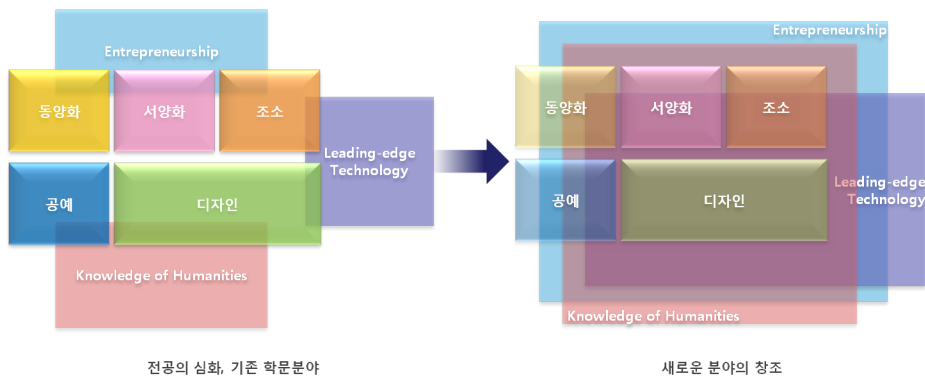 Entrepreneurship
동양화
서양화
조소
Leading-edge
Technology
공예
디자인
Knowledge of Humanities
전공의 심화, 기존 학문분야
Entrepreneurship
동양화
서양화
조소
Leading-edge
Technology
공예
디자인
Knowledge of Humanities
새로운 분야의 창조